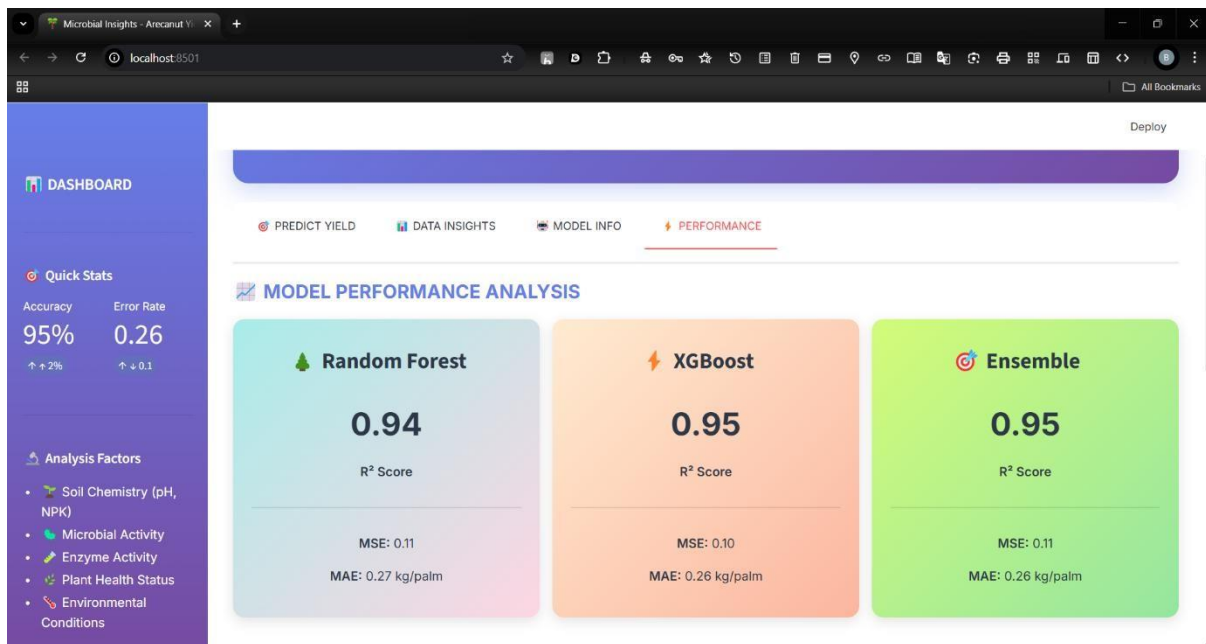 Microbial Insights - Arecanut Yi
localhost:8501
All Bookmarks
Deploy
DASHBOARD
Quick Stats
Accuracy Error Rate
95% 0.26
↑ ↑ 2% ↑ ↓ 0.1
Analysis Factors
• Soil Chemistry (pH,
NPK)
• Microbial Activity
• Enzyme Activity
• Plant Health Status
• Environmental
Conditions
PREDICT YIELD DATA INSIGHTS MODEL INFO PERFORMANCE
MODEL PERFORMANCE ANALYSIS
Random Forest
0.94
R² Score
MSE: 0.11
MAE: 0.27 kg/palm
XGBoost
0.95
R² Score
MSE: 0.10
MAE: 0.26 kg/palm
Ensemble
0.95
R² Score
MSE: 0.11
MAE: 0.26 kg/palm
B